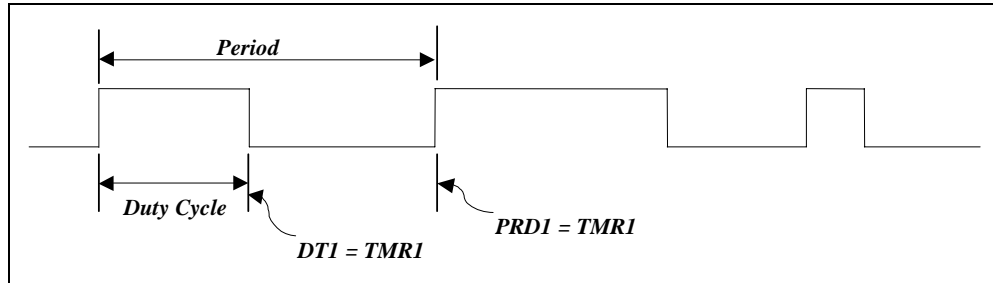 Period
Duty Cycle
DT1 = TMR1
PRD1 = TMR1